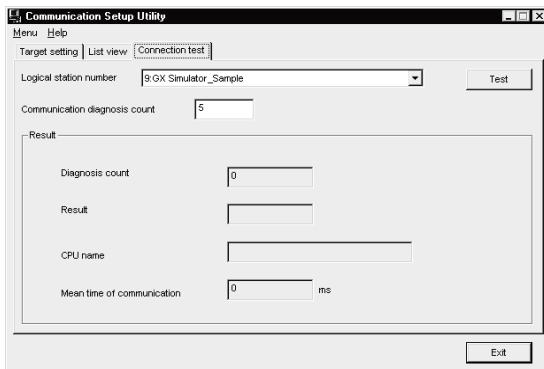 Communication Setup Utility
Menu Help
Target setting List view Connection test
Logical station number 9:GX Simulator_Sample Test
Communication diagnosis count 5
Result
Diagnosis count 0
Result
CPU name
Mean time of communication 0 ms
Exit